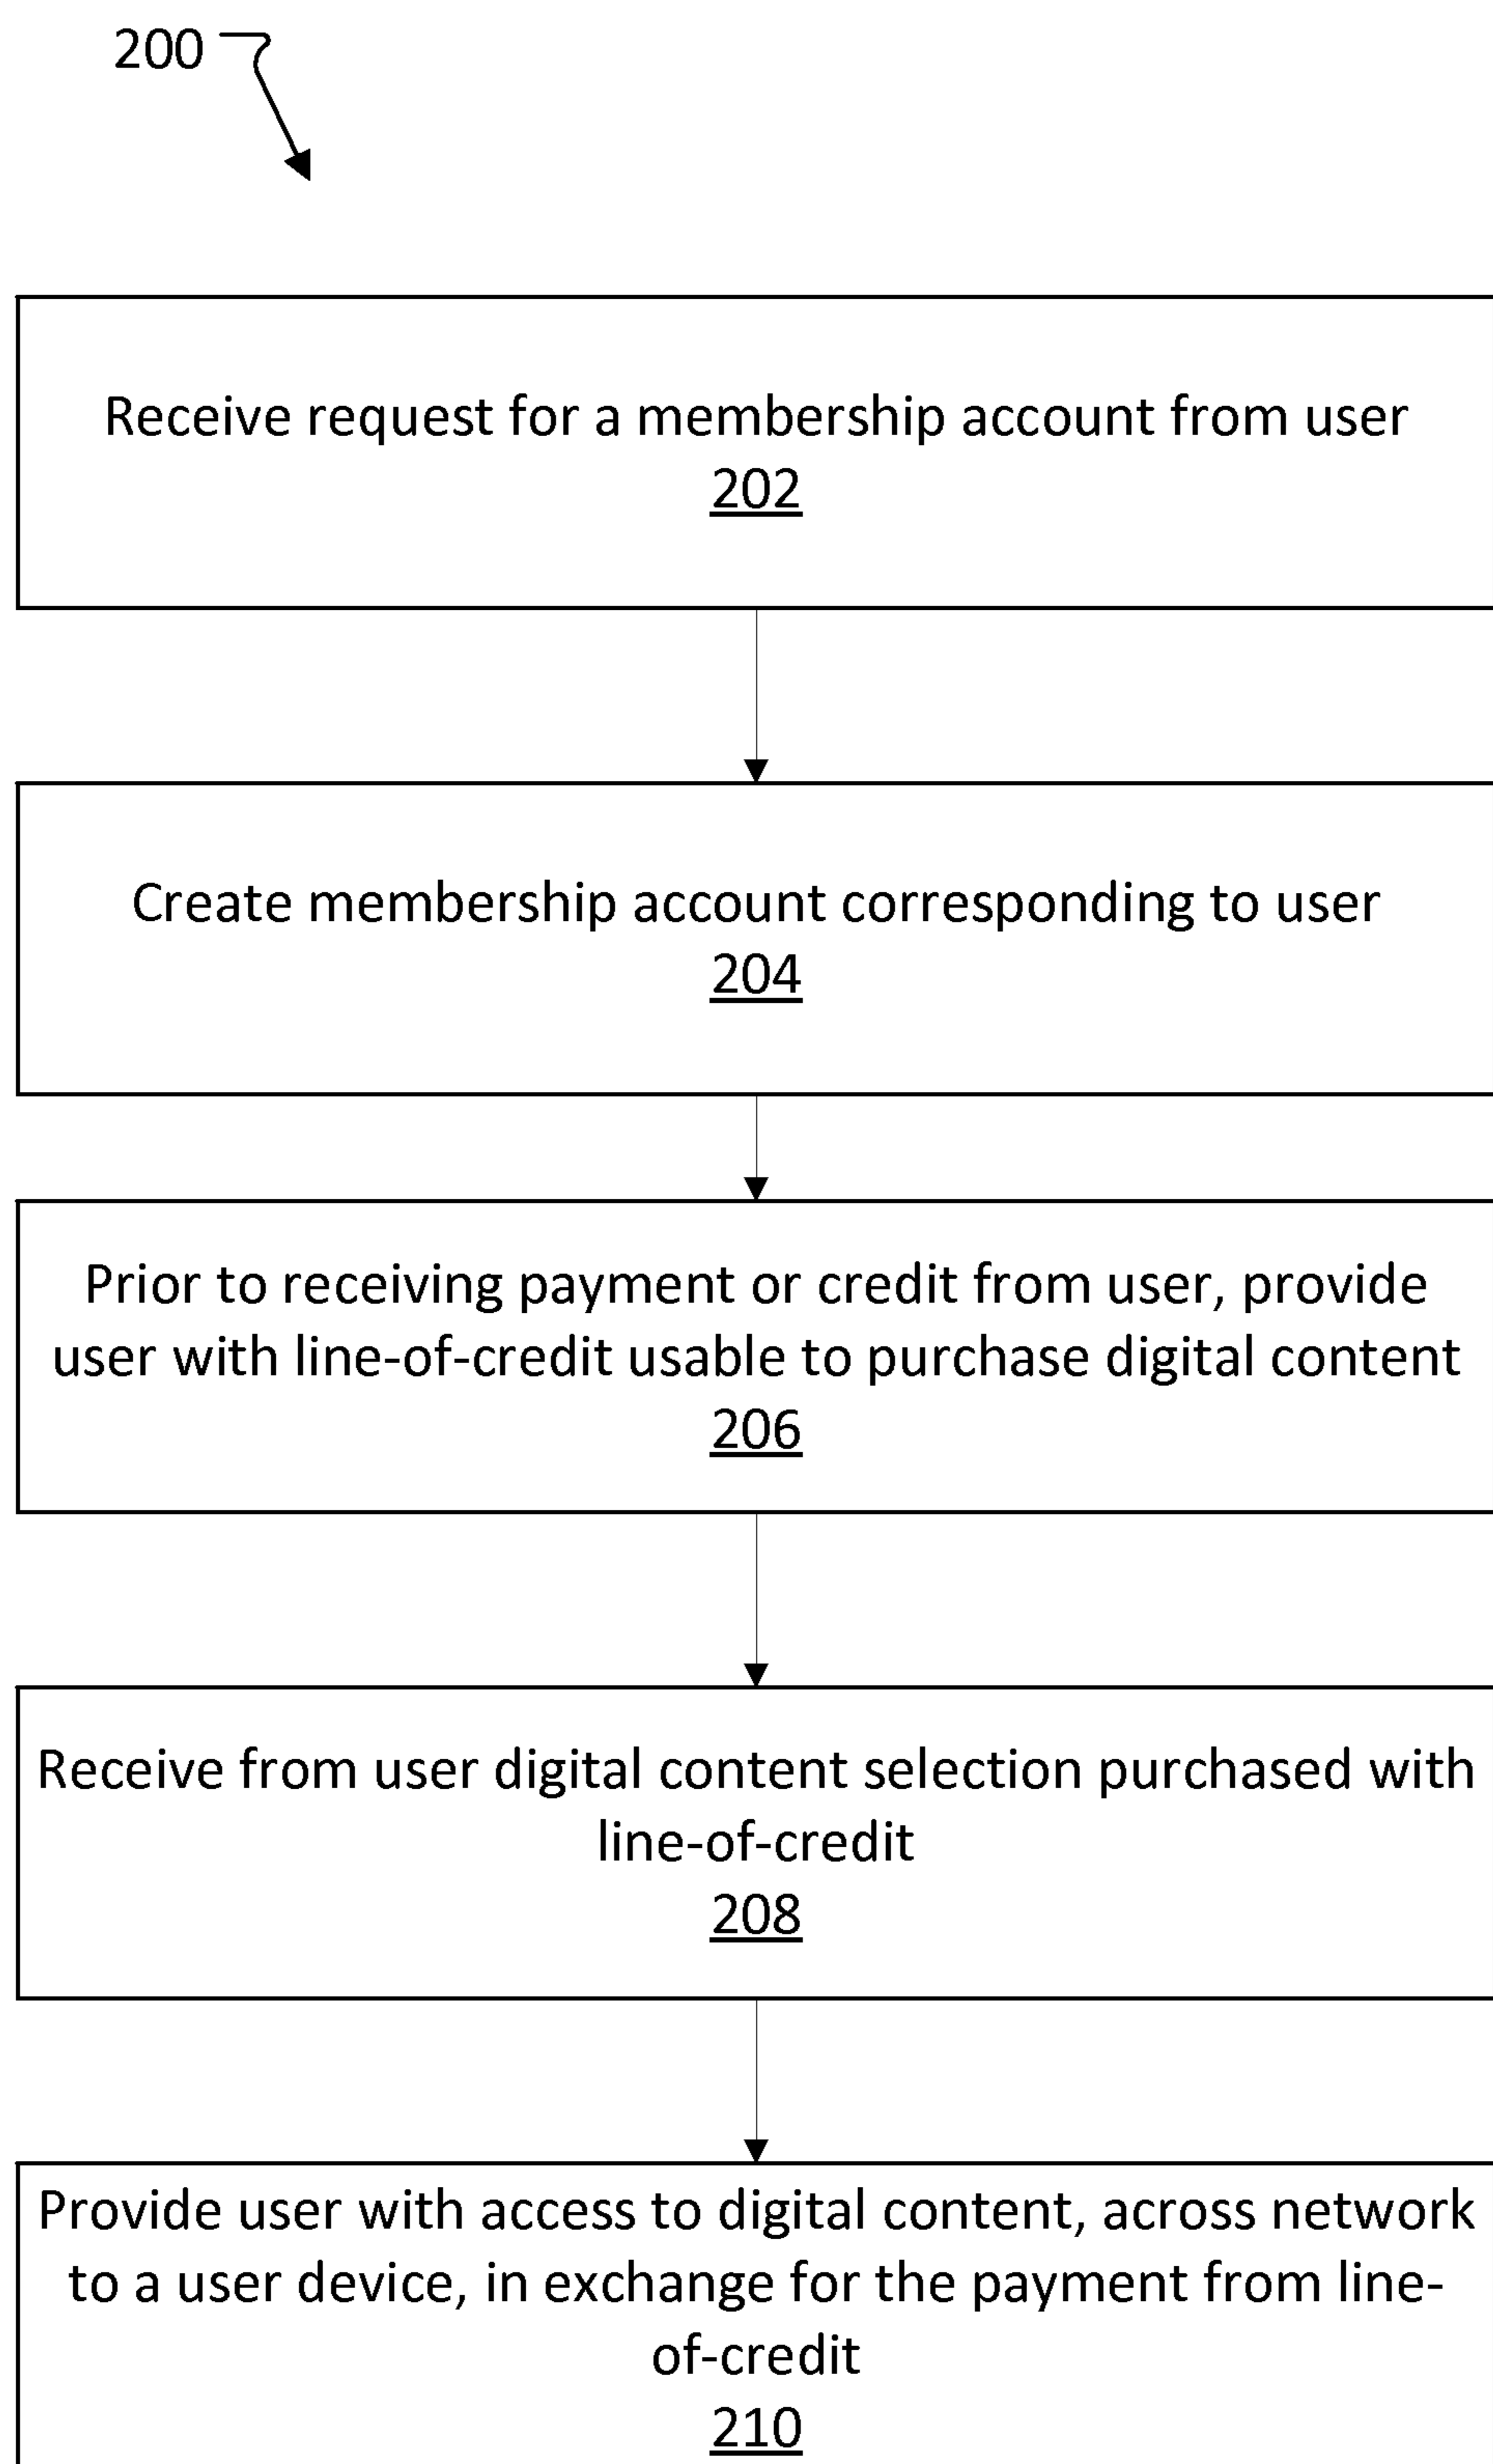 200
Receive request for a membership account from user
202
Create membership account corresponding to user
204
Prior to receiving payment or credit from user, provide
user with line-of-credit usable to purchase digital content
206
Receive from user digital content selection purchased with
line-of-credit
208
Provide user with access to digital content, across network
to a user device, in exchange for the payment from line-
of-credit
210